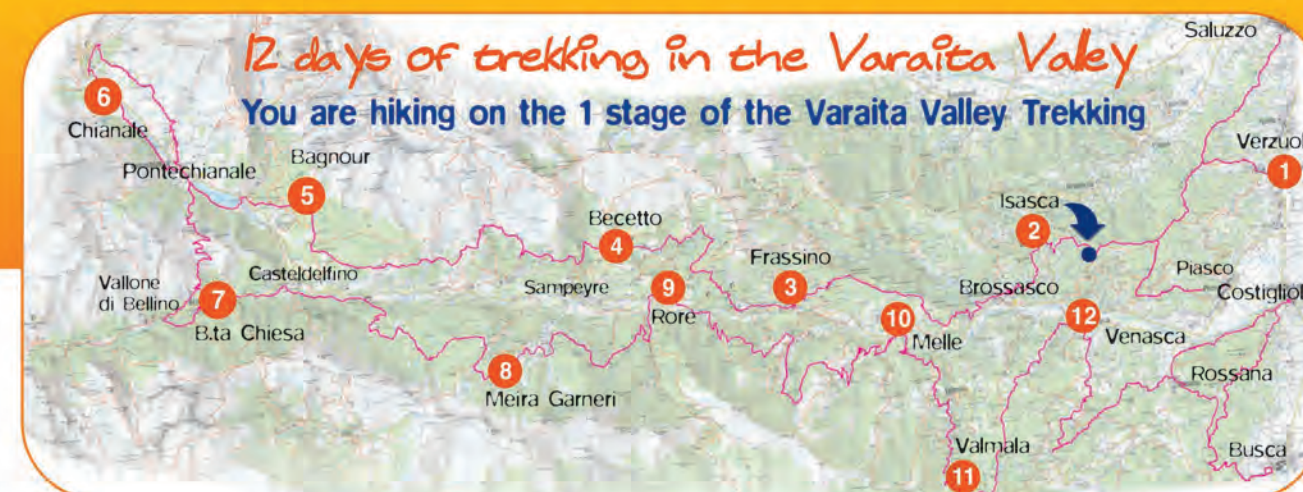 12 days of trekking in the Varaita Valley
You are hiking on the 1 stage of the Varaita Valley Trekking
Saluzzo
6
Chianale
Verzuol
1
Pontechianale
Bagnour
5
Isasca
2
Becetto
4
Frassino
3
Piasco
Costigliol
Vallone
di Bellino
7
B.ta Chiesa
Casteldelfino
Sampeyre
9
Rore
Brossasco
10
Melle
12
Venasca
8
Meira Garneri
Rossana
Valmala
11
Busca